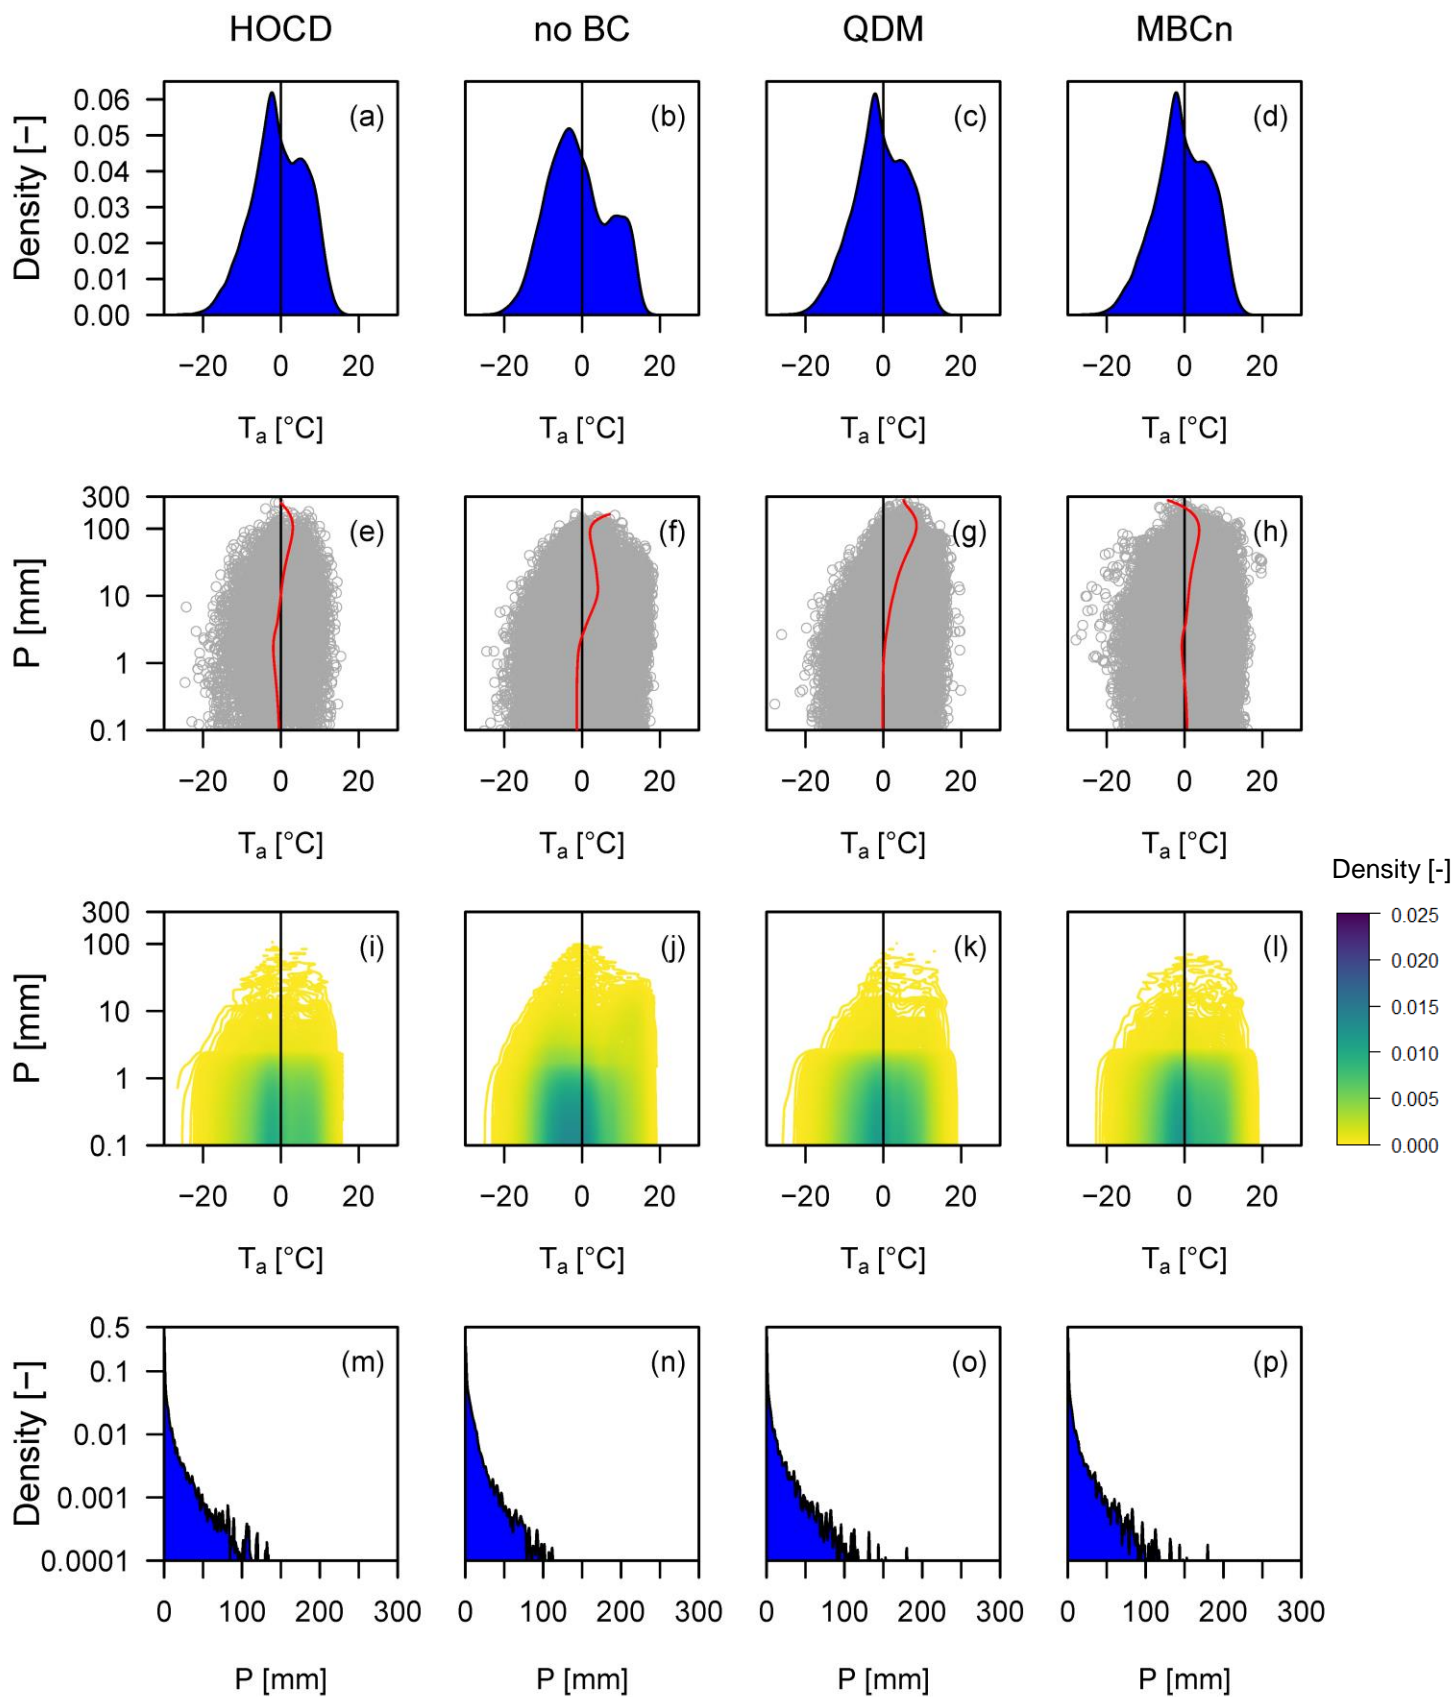 HOCD no BC QDM MBCn
Density [−]
0.06
0.05
0.04
0.03
0.02
0.01
0.00
(a) (b) (c) (d)
−20 0 20 −20 0 20 −20 0 20 −20 0 20
Ta [°C] Ta [°C] Ta [°C] Ta [°C]
P [mm]
300
100
10
1
0.1
(e) (f) (g) (h)
−20 0 20 −20 0 20 −20 0 20 −20 0 20
Ta [°C] Ta [°C] Ta [°C] Ta [°C]
Density [-]
0.025
0.020
0.015
0.010
0.005
0.000
P [mm]
300
100
10
1
0.1
(i) (j) (k) (l)
−20 0 20 −20 0 20 −20 0 20 −20 0 20
Ta [°C] Ta [°C] Ta [°C] Ta [°C]
Density [−]
0.5
0.1
0.01
0.001
0.0001
(m) (n) (o) (p)
0 100 200 300 0 100 200 300 0 100 200 300 0 100 200 300
P [mm] P [mm] P [mm] P [mm]